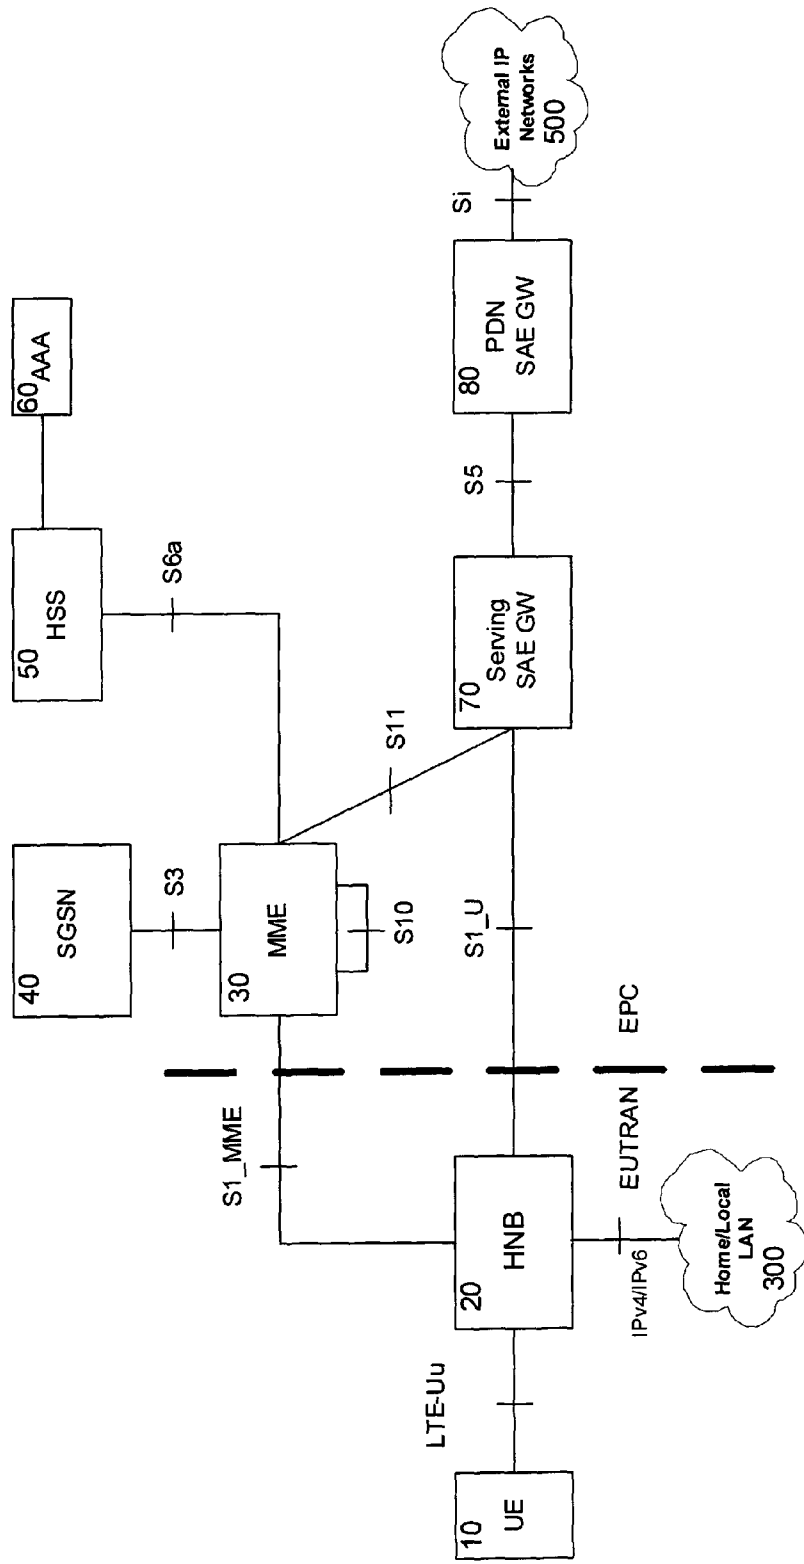 40
SGSN
50
HSS
60
AAA
S3
S6a
S1_MME
30
MME
S10
S11
LTE-Uu
S1_U
S5
Si
10
UE
20
HNB
70
Serving
SAE GW
80
PDN
SAE GW
External IP
Networks
500
IPv4/IPv6
EUTRAN
EPC
Home/Local
LAN
300